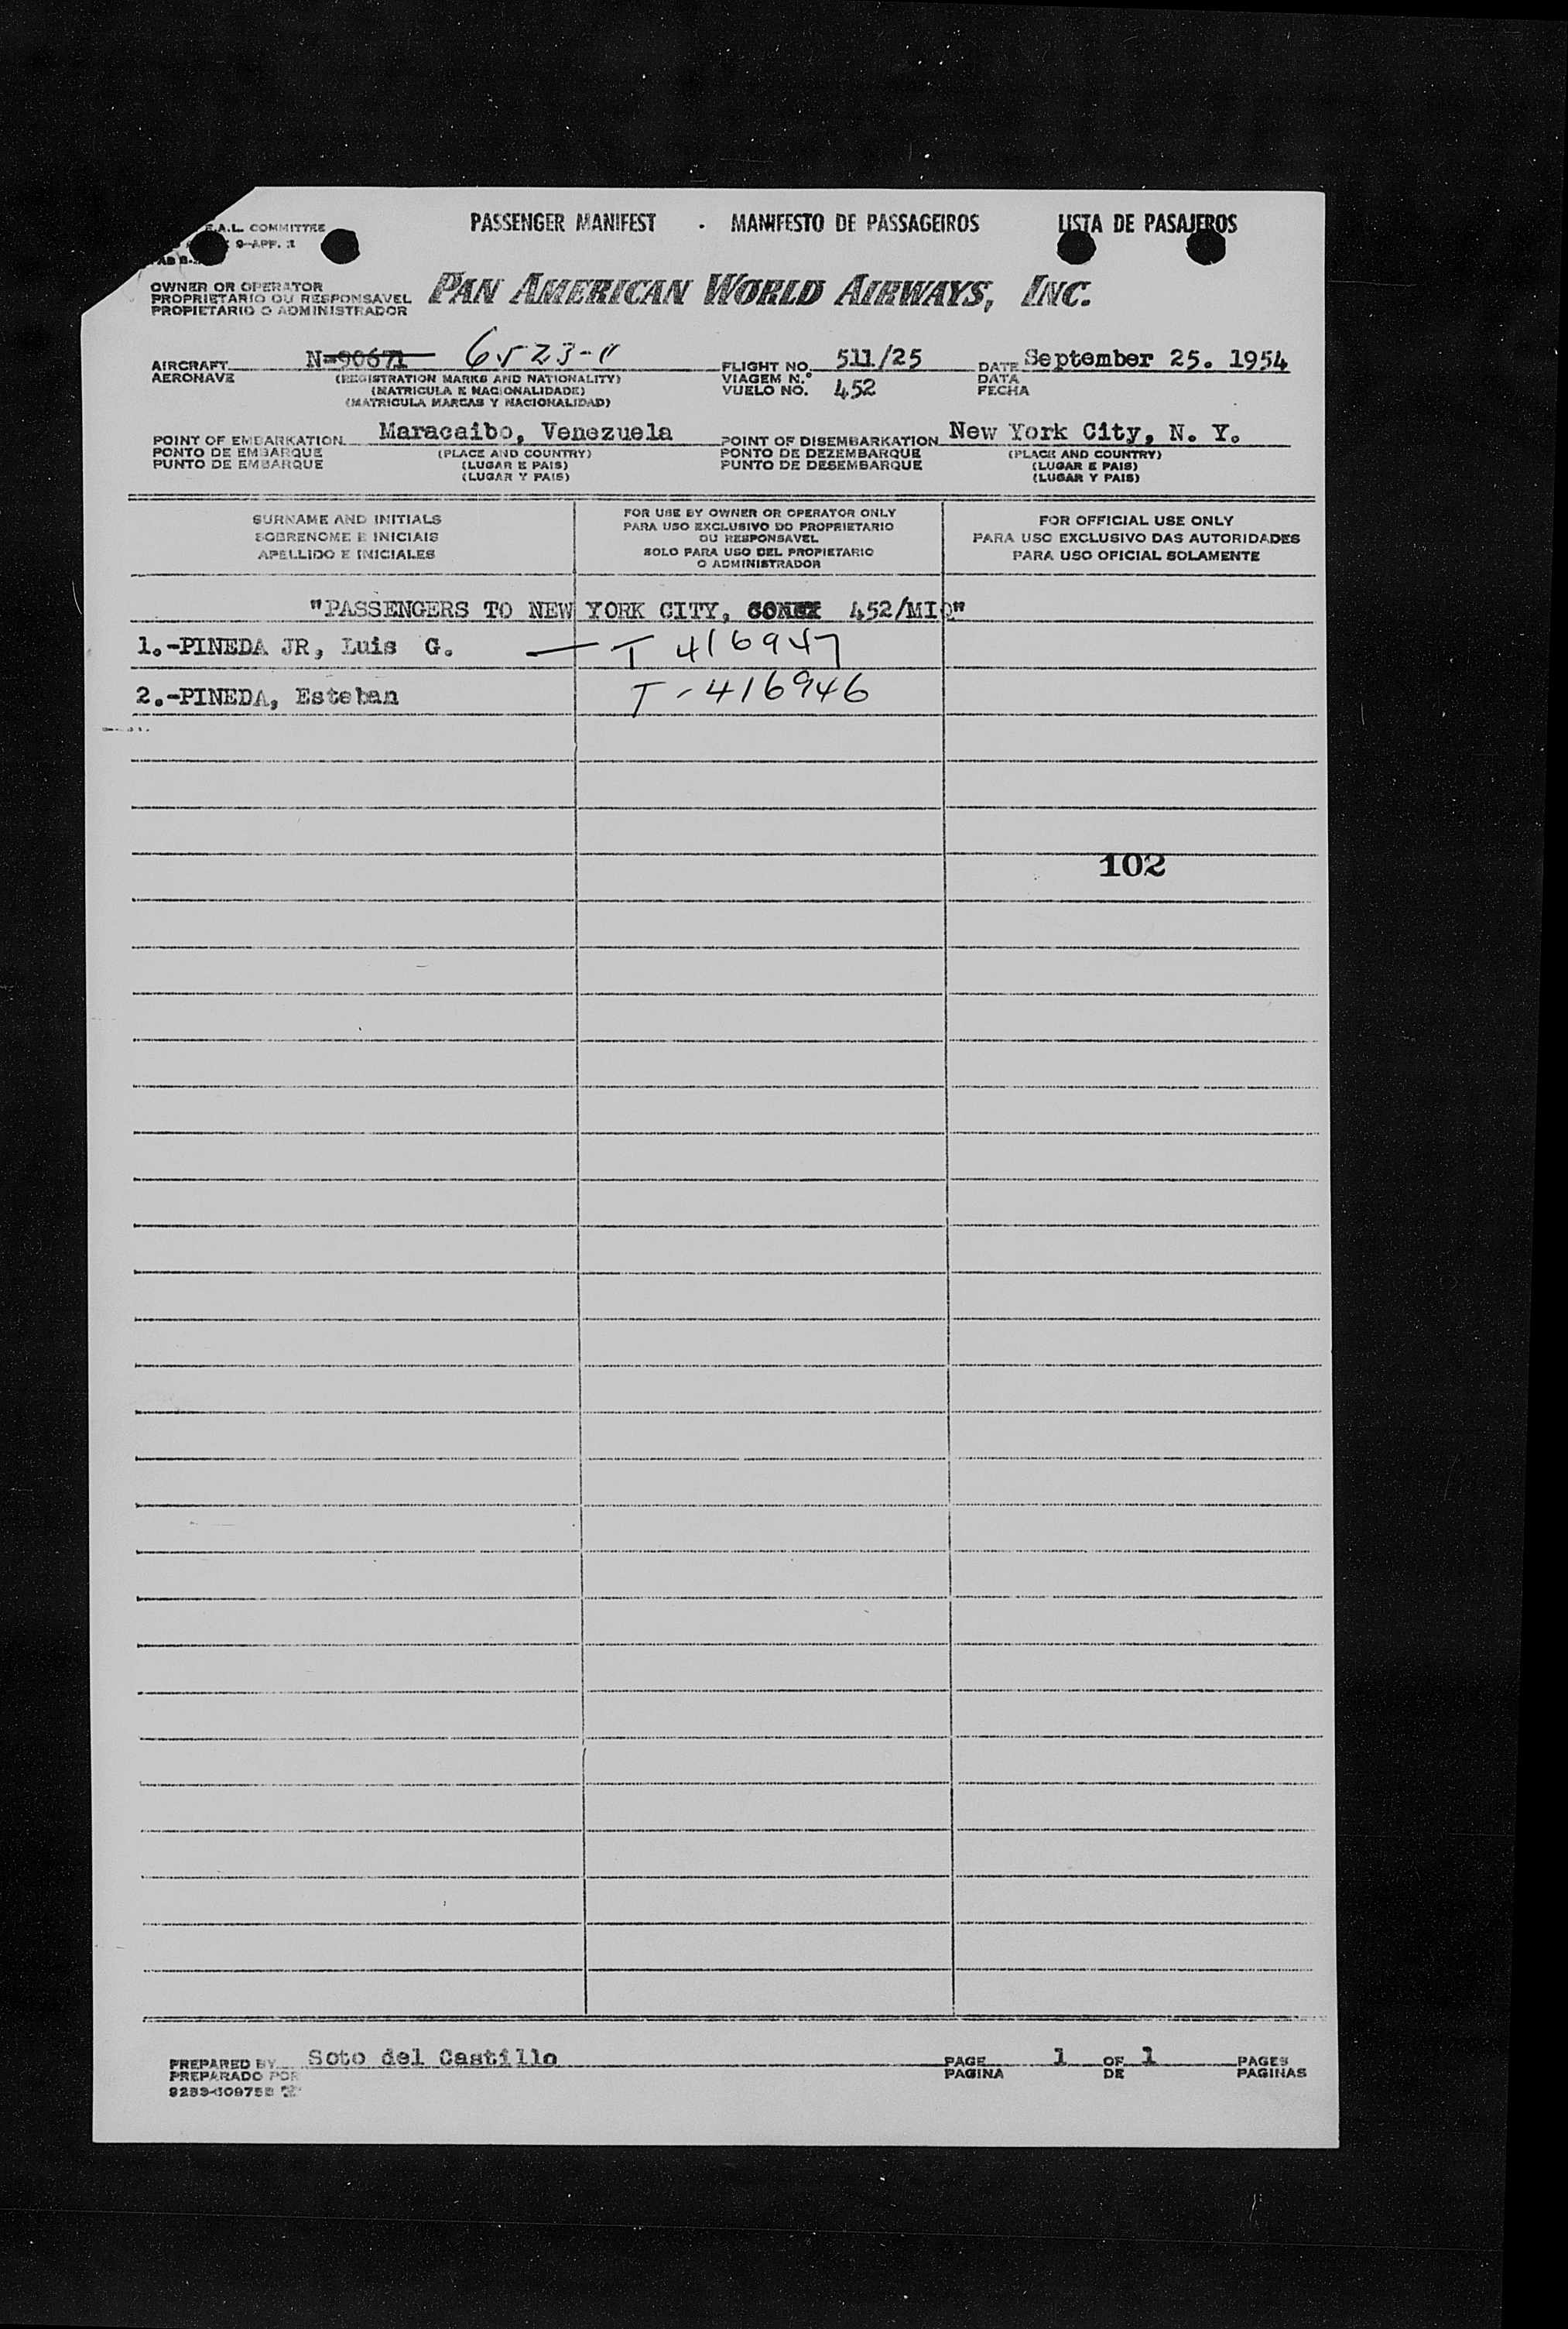 PASSENGER MANIFEST . MANIFESTO DE PASSAGEIROS LISTA DE PASAJEROS
E.A.L. COMMITTEE
9-APP. 1
OWNER OR OPERATOR
PROPRIETARIO OU RESPONSAVEL
PROPIETARIO O ADMINISTRADOR
PAN AMERICAN WORLD AIRWAYS, INC.
AIRCRAFT N-90671 6523-
AERONAVE
(REGISTRATION MARKS AND NATIONALITY)
(MATRICULA E NACIONALIDADE)
(MATRICULA MARCAS Y NACIONALIDAD)
FLIGHT NO. 511/25
VIAGEM N.º
VUELO NO. 452
DATE September 25. 1954
DATA
FECHA
POINT OF EMBARKATION Maracaibo, Venezuela
PONTO DE EMBARQUE
PUNTO DE EMBARQUE
(PLACE AND COUNTRY)
(LUGAR E PAIS)
(LUGAR Y PAIS)
POINT OF DISEMBARKATION New York City, N. Y.
PONTO DE DEZEMBARQUE
PUNTO DE DESEMBARQUE
(PLACE AND COUNTRY)
(LUGAR E PAIS)
(LUGAR Y PAIS)
SURNAME AND INITIALS
SOBRENOME E INICIAIS
APELLIDO E INICIALES
FOR USE BY OWNER OR OPERATOR ONLY
PARA USO EXCLUSIVO DO PROPRIETARIO
OU RESPONSAVEL
SOLO PARA USO DEL PROPIETARIO
O ADMINISTRADOR
FOR OFFICIAL USE ONLY
PARA USO EXCLUSIVO DAS AUTORIDADES
PARA USO OFICIAL SOLAMENTE
"PASSENGERS TO NEW YORK CITY, 452/MIQ"
1.-PINEDA JR, Luis G. — T 416947
2.-PINEDA, Esteban T-416946
102
PREPARED BY Soto del Castillo
PREPARADO POR
PAGE 1 OF 1 PAGES
PAGINA DE PAGINAS